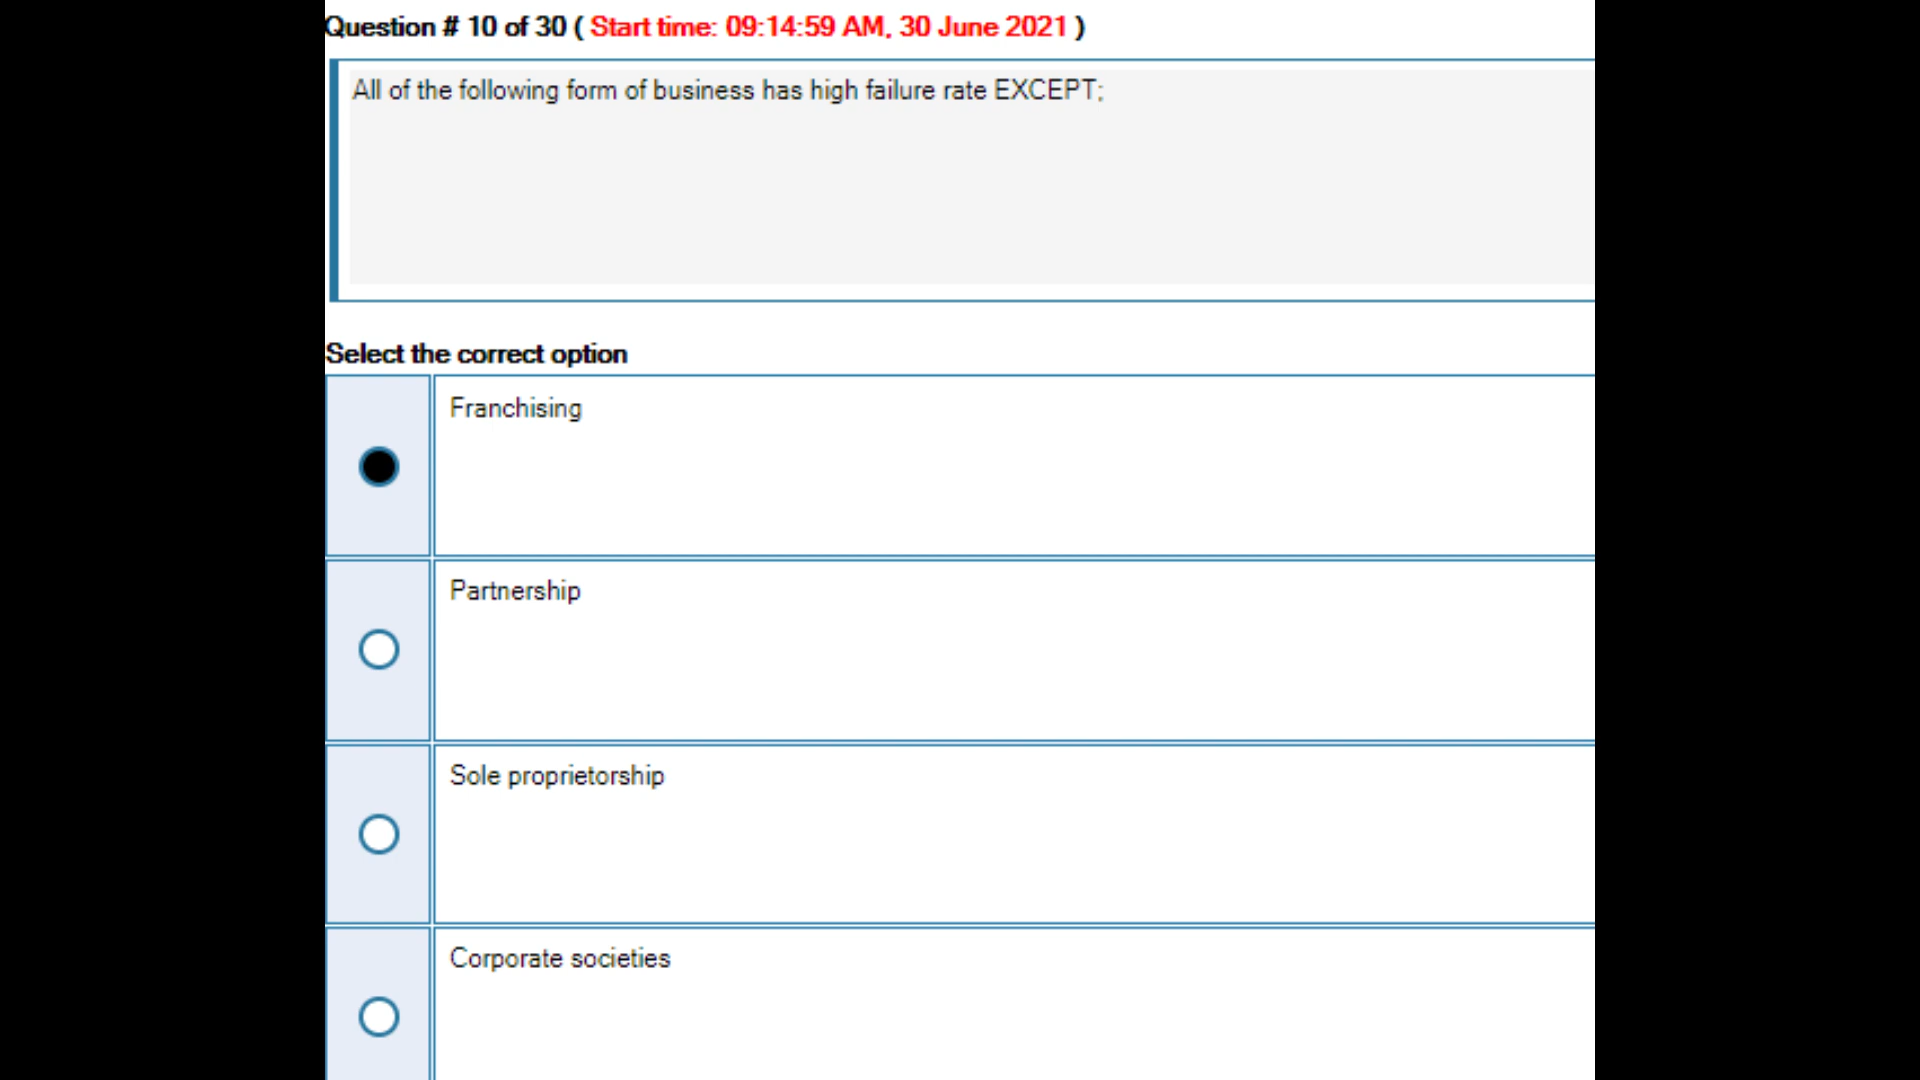 Question # 10 of 30 ( Start time: 09:14:59 AM, 30 June 2021 )
All of the following form of business has high failure rate EXCEPT;
Select the correct option
Franchising
Partnership
Sole proprietorship
Corporate societies